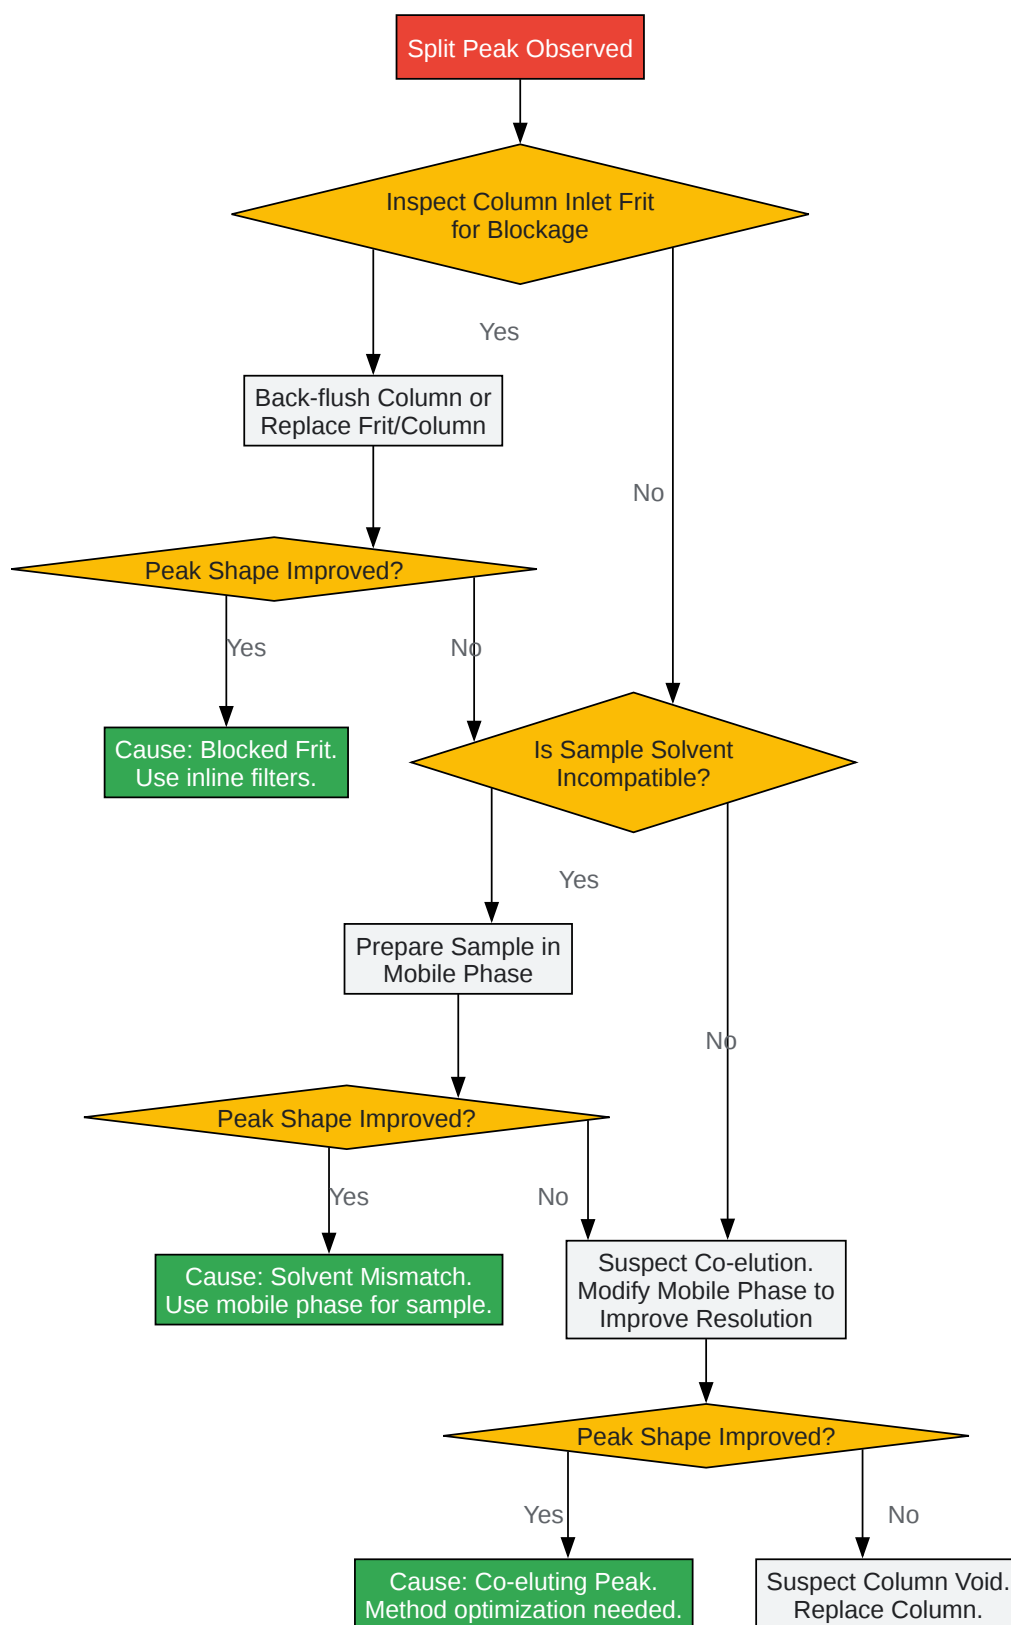 Split Peak Observed
Inspect Column Inlet Frit
for Blockage
Yes
Back-flush Column or
Replace Frit/Column
No
Peak Shape Improved?
Yes
No
Cause: Blocked Frit.
Use inline filters.
Is Sample Solvent
Incompatible?
Yes
Prepare Sample in
Mobile Phase
No
Peak Shape Improved?
Yes
No
Cause: Solvent Mismatch.
Use mobile phase for sample.
Suspect Co-elution.
Modify Mobile Phase to
Improve Resolution
Peak Shape Improved?
Yes
No
Cause: Co-eluting Peak.
Method optimization needed.
Suspect Column Void.
Replace Column.